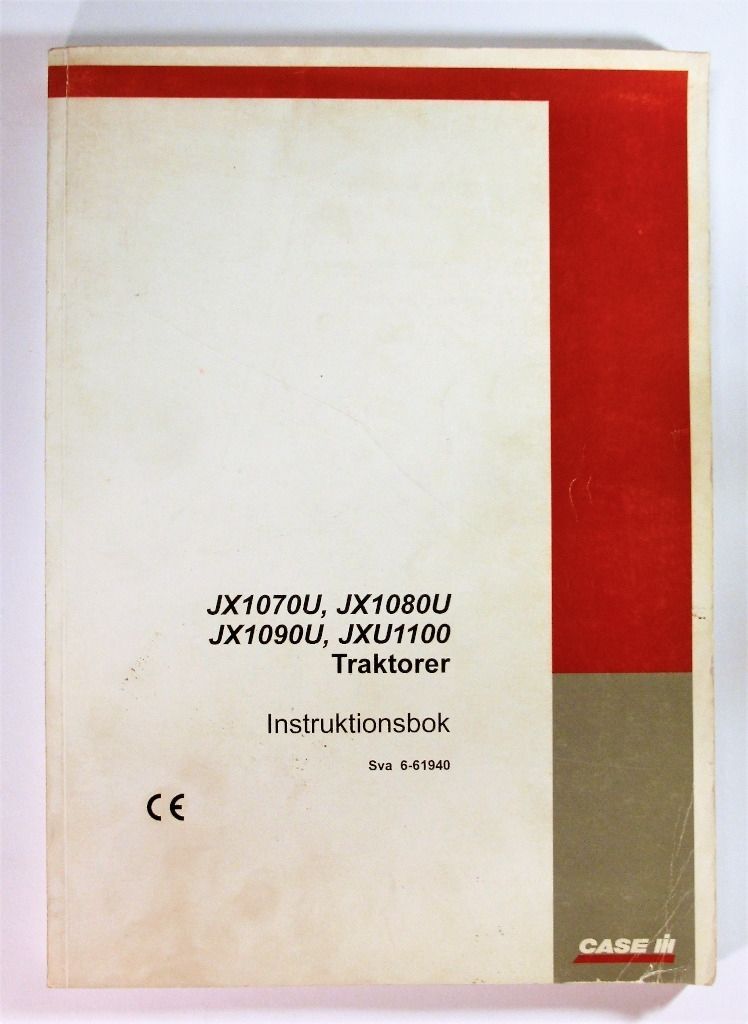 JX1070U, JX1080U
JX1090U, JXU1100
Traktorer
Instruktionsbok
Sva 6-61940
CE
CASE IH